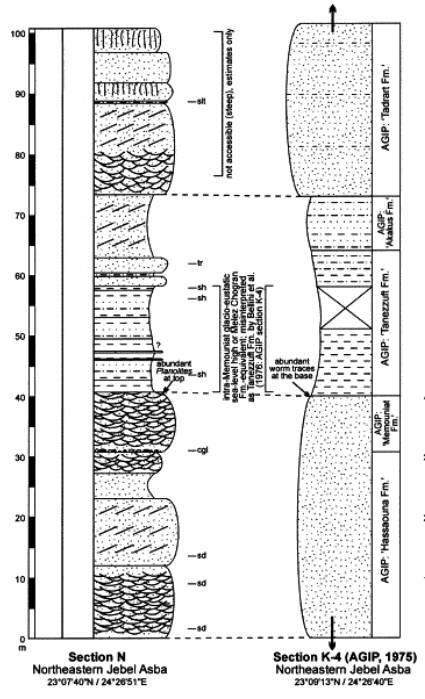 100
90
80
70
60
50
40
30
20
10
0
m
slt
tr
sh
sh
?
sh
cgl
sd
sd
sd
abundant
Planolites
at top
not accessible (steep), estimates only
intra-Memouniat glacio-eustatic
sea-level high or Melez Chograne
Fm.-equivalent; misinterpreted
as Tanezzuft Fm. by Bellini et al.
(1976: AGIP section K-4)
abundant
worm traces
at the base
AGIP: 'Tadrart Fm.'
AGIP:
'Akakus Fm.'
AGIP: 'Tanezzuft Fm.'
AGIP:
'Memouniat
Fm.'
AGIP: 'Hassaouna Fm.'
Section N
Northeastern Jebel Asba
23°07'40"N / 24°26'51"E
Section K-4 (AGIP, 1975)
Northeastern Jebel Asba
23°09'13"N / 24°26'40"E